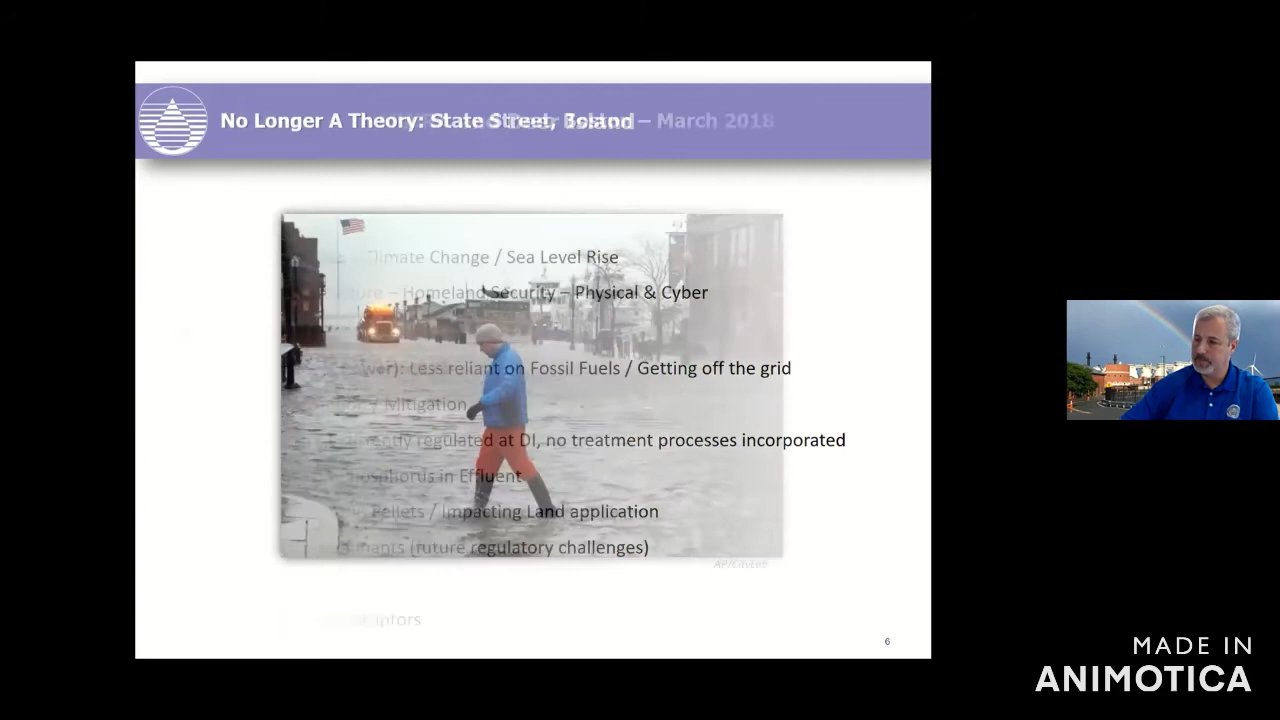 No Longer A Theory: State Street, Boston – March 2018
Climate Change / Sea Level Rise
– Homeland Security – Physical & Cyber
Less reliant on Fossil Fuels / Getting off the grid
/ Mitigation
regulated at DI, no treatment processes incorporated
in Effluent
Pellets / Impacting Land application
(future regulatory challenges)
AP/CityLab
6
MADE IN
ANIMOTICA